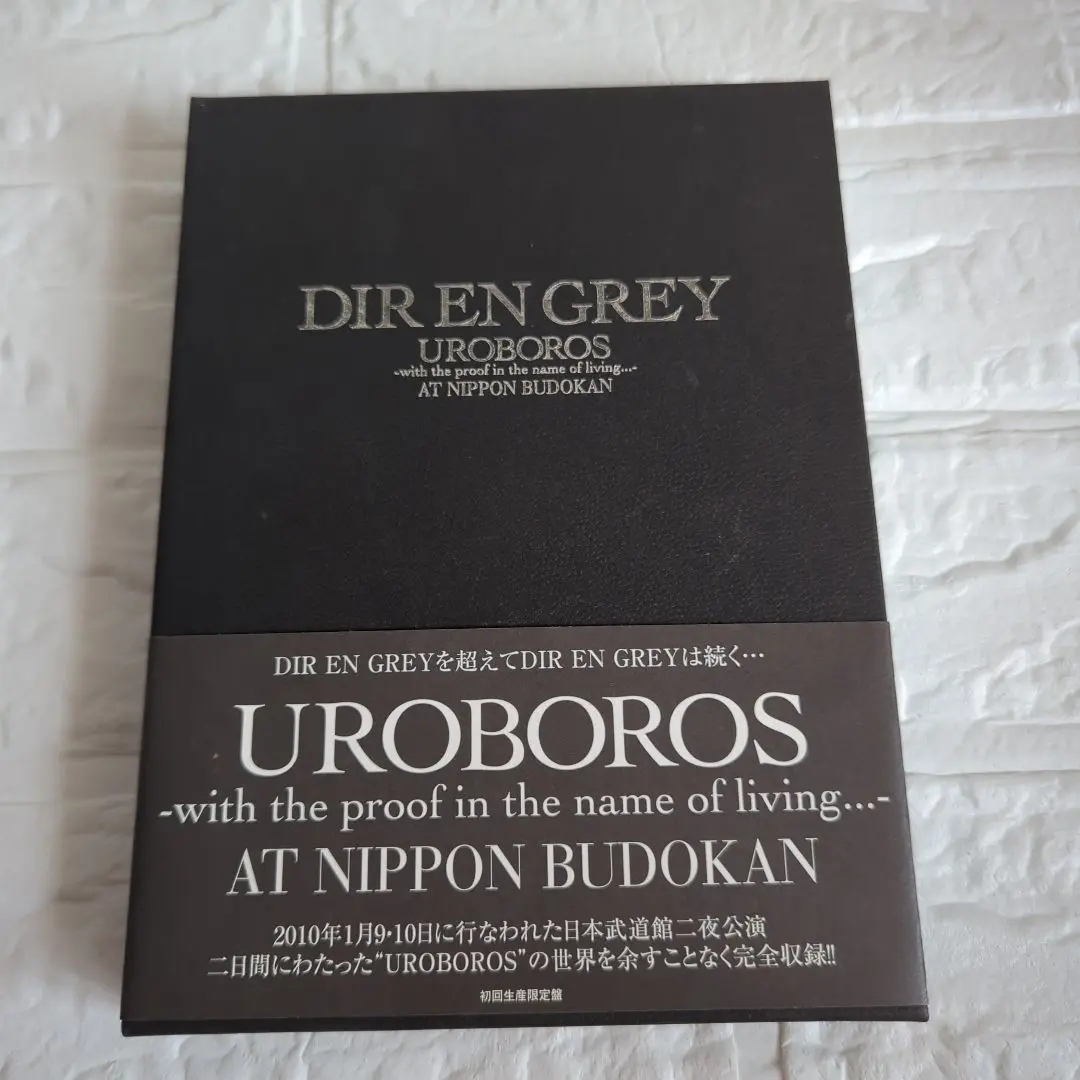 DIR EN GREY
UROBOROS
-with the proof in the name of living...-
AT NIPPON BUDOKAN
DIR EN GREYを超えてDIR EN GREYは続く…
UROBOROS
-with the proof in the name of living...-
AT NIPPON BUDOKAN
2010年1月9・10日に行なわれた日本武道館二夜公演
二日間にわたった“UROBOROS”の世界を余すことなく完全収録!!
初回生産限定盤